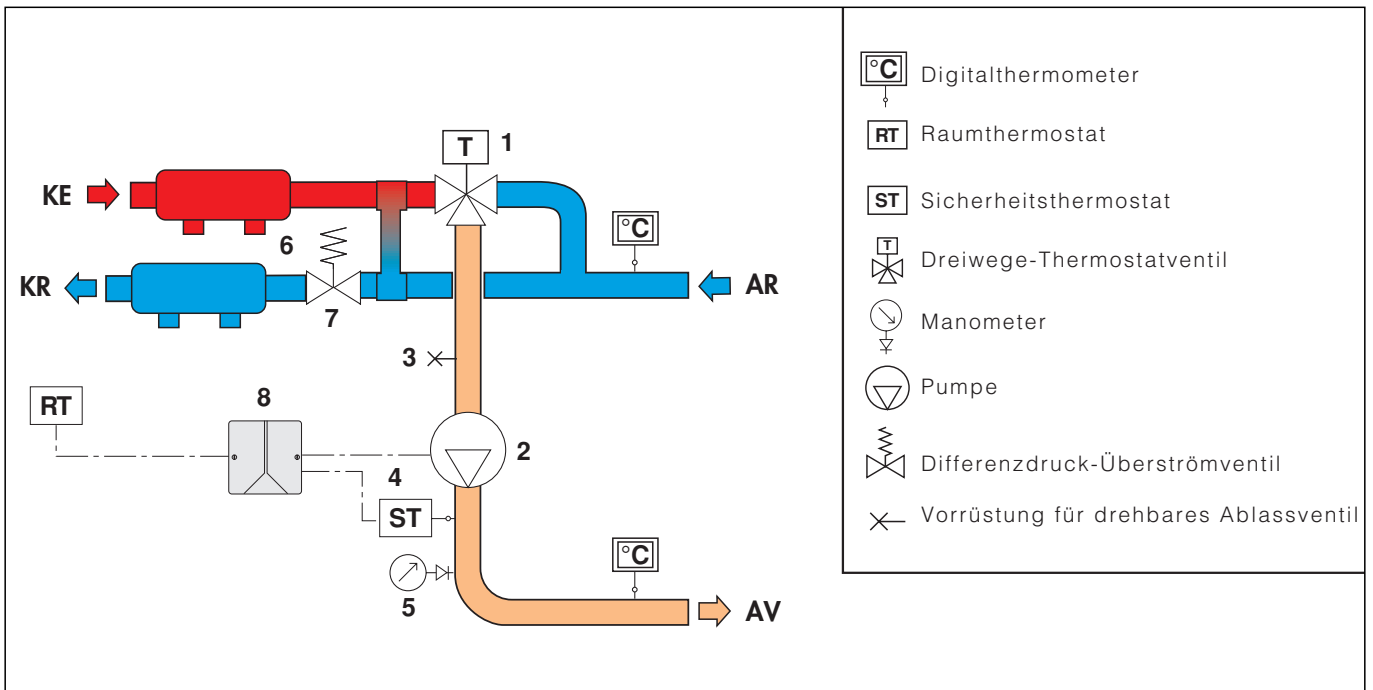 T 1
KE
°C
6
KR
AR
7
3
RT
8
2
4
ST
°C
5
AV
°C Digitalthermometer
RT Raumthermostat
ST Sicherheitsthermostat
T Dreiwege-Thermostatventil
Manometer
Pumpe
Differenzdruck-Überströmventil
Vorrüstung für drehbares Ablassventil